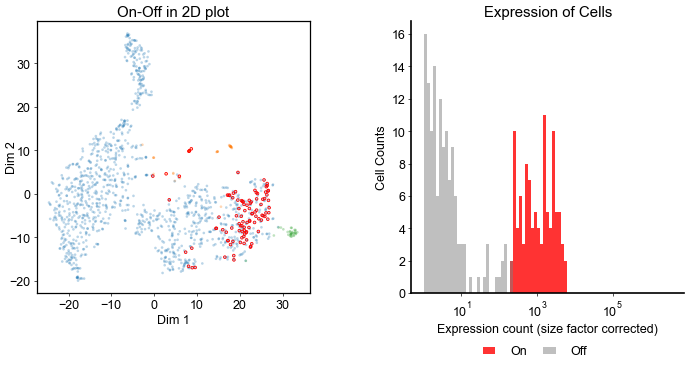 On-Off in 2D plot
Dim 2
30
20
10
0
−10
−20
−20 −10 0 10 20 30
Dim 1
Expression of Cells
Cell Counts
16
14
12
10
8
6
4
2
0
10^1 10^3 10^5
Expression count (size factor corrected)
On Off